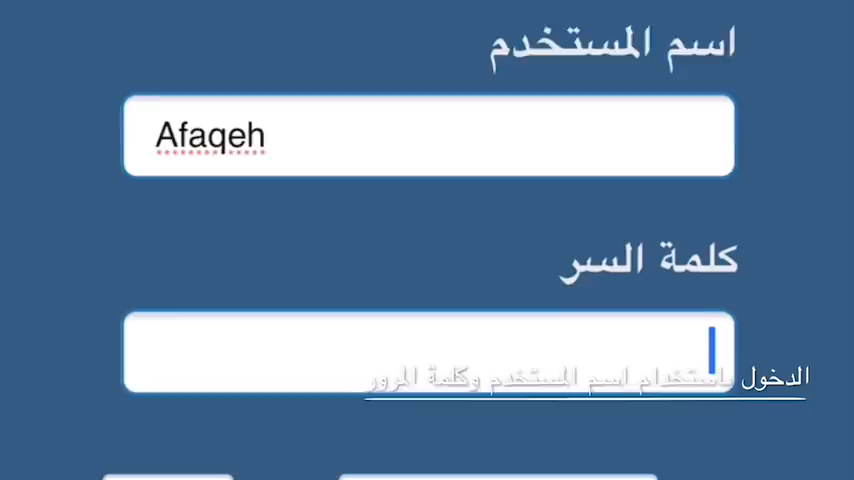 اسم المستخدم
Afaqeh
كلمة السر
الدخول باستخدام اسم المستخدم وكلمة المرور